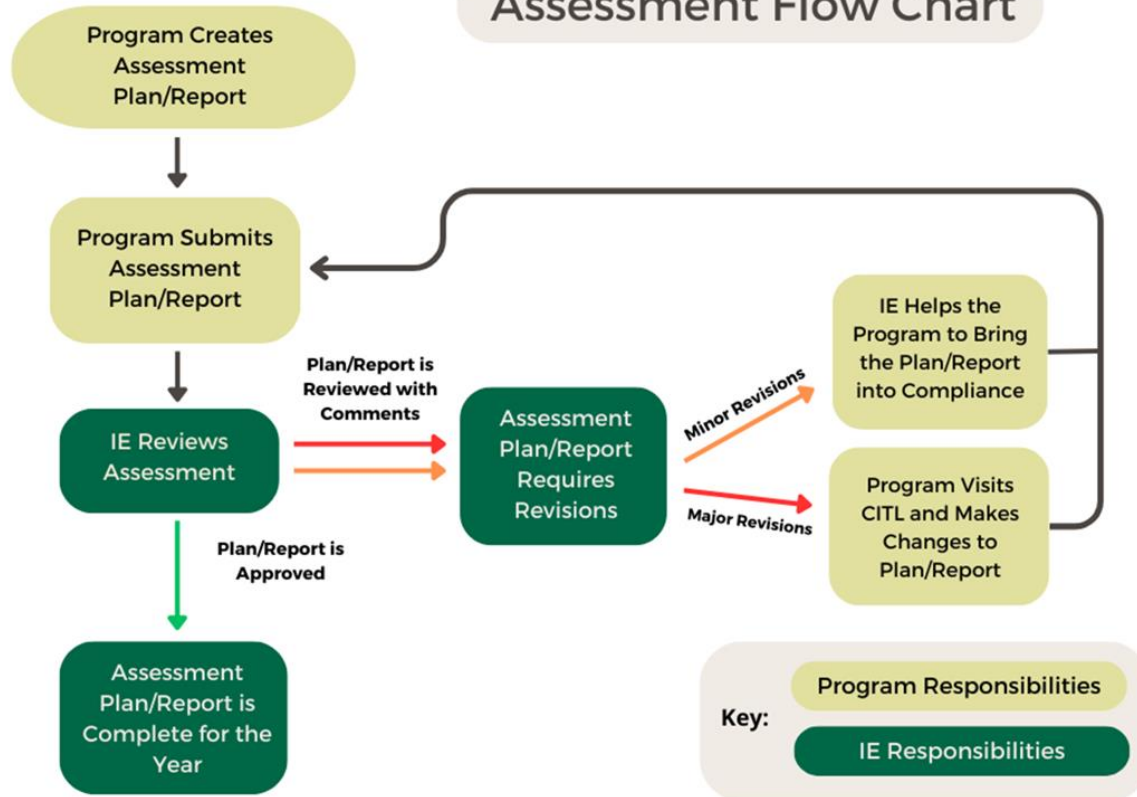 Assessment Flow Chart
Program Creates
Assessment
Plan/Report
Program Submits
Assessment
Plan/Report
IE Reviews
Assessment
Plan/Report is
Reviewed with
Comments
Assessment
Plan/Report
Requires
Revisions
Minor Revisions
IE Helps the
Program to Bring
the Plan/Report
into Compliance
Major Revisions
Program Visits
CITL and Makes
Changes to
Plan/Report
Plan/Report is
Approved
Assessment
Plan/Report is
Complete for the
Year
Key:
Program Responsibilities
IE Responsibilities